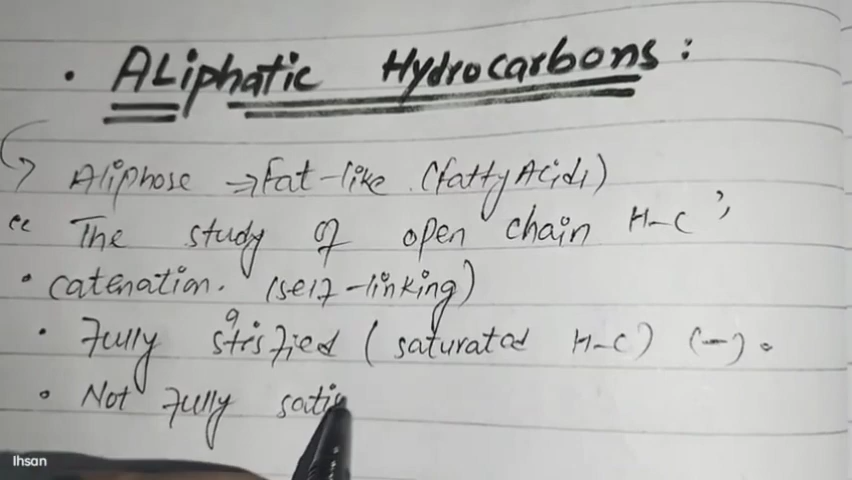 • ALiphatic Hydrocarbons:
Aliphose ⇒ Fat-like (fatty Acids)
“ The study of open chain H-C ”
• catenation. (self-linking)
• Fully satisfied (saturated H-C) (-).
• Not Fully satis
Ihsan